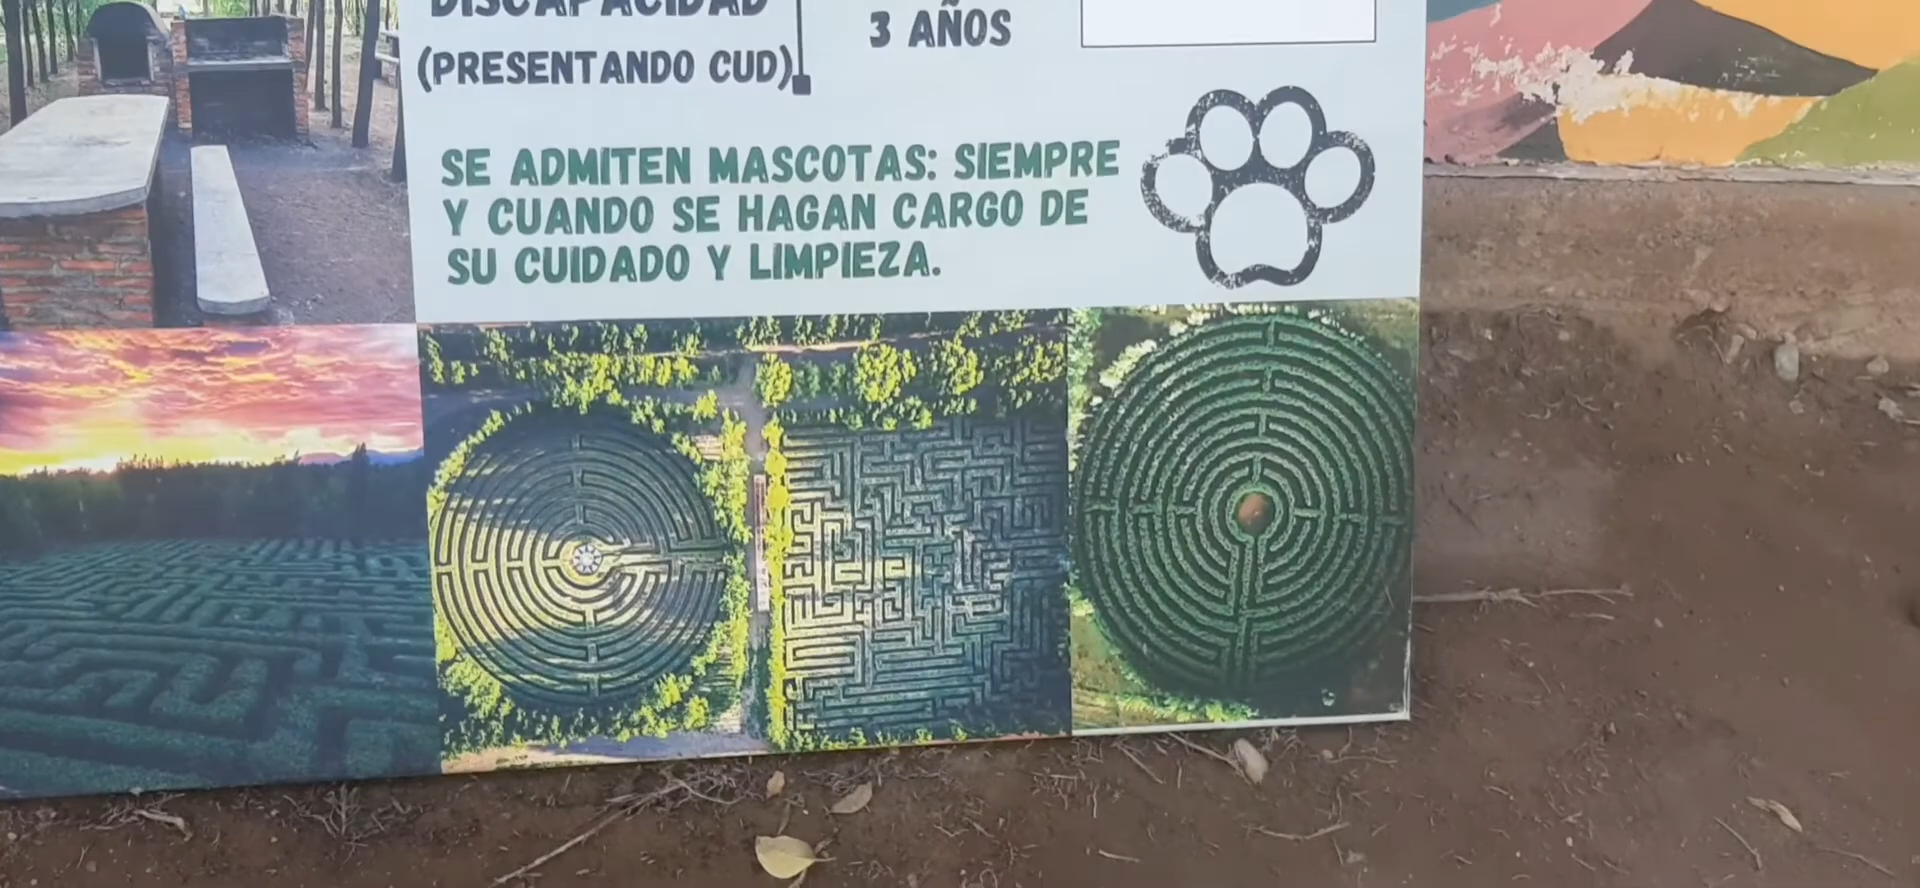 DISCAPACIDAD
(PRESENTANDO CUD)
3 AÑOS
SE ADMITEN MASCOTAS: SIEMPRE
Y CUANDO SE HAGAN CARGO DE
SU CUIDADO Y LIMPIEZA.